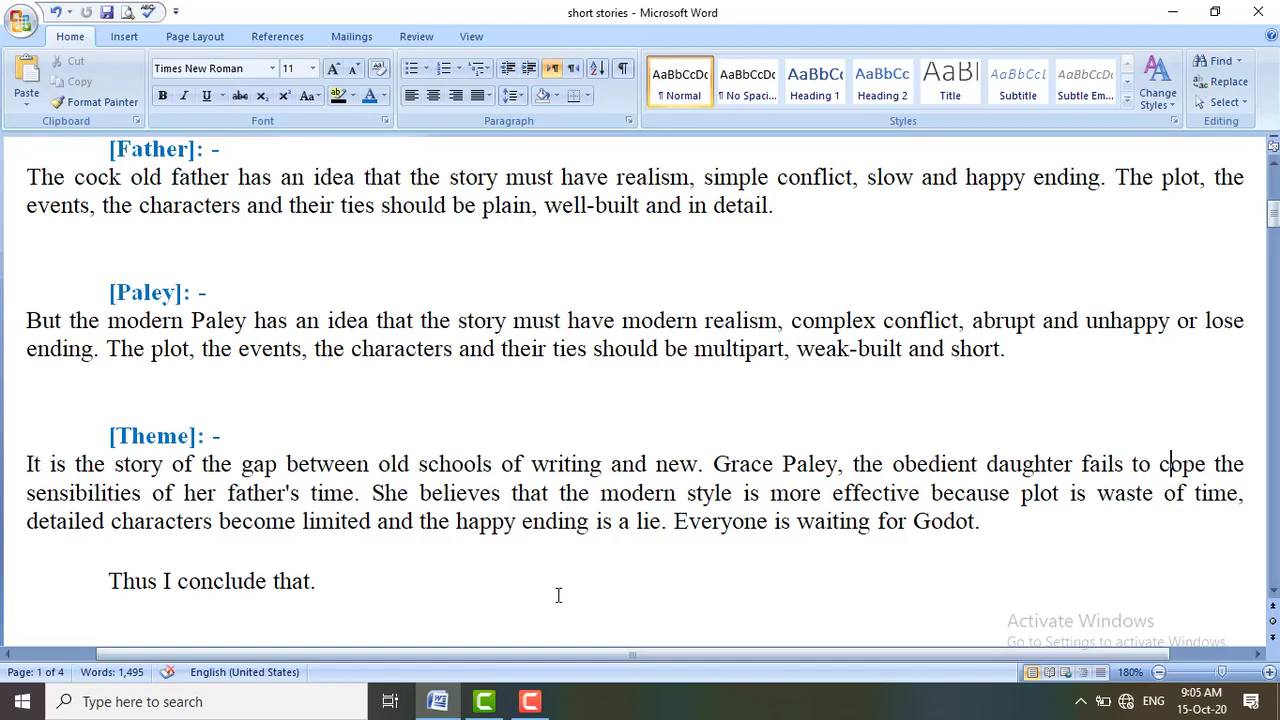 short stories - Microsoft Word
Home Insert Page Layout References Mailings Review View
Paste
Cut
Copy
Format Painter
Clipboard
Times New Roman 11
Font
Paragraph
AaBbCcDc AaBbCcDc AaBbCc AaBbCc AaBl AaBbCcL AaBbCcDc
¶ Normal ¶ No Spaci... Heading 1 Heading 2 Title Subtitle Subtle Em...
Change Styles
Styles
Find
Replace
Select
Editing
[Father]: -
The cock old father has an idea that the story must have realism, simple conflict, slow and happy ending. The plot, the
events, the characters and their ties should be plain, well-built and in detail.
[Paley]: -
But the modern Paley has an idea that the story must have modern realism, complex conflict, abrupt and unhappy or lose
ending. The plot, the events, the characters and their ties should be multipart, weak-built and short.
[Theme]: -
It is the story of the gap between old schools of writing and new. Grace Paley, the obedient daughter fails to cope the
sensibilities of her father's time. She believes that the modern style is more effective because plot is waste of time,
detailed characters become limited and the happy ending is a lie. Everyone is waiting for Godot.
Thus I conclude that.
Activate Windows
Go to Settings to activate Windows.
Page: 1 of 4 Words: 1,495 English (United States) 180%
Type here to search
ENG
9:05 AM
15-Oct-20